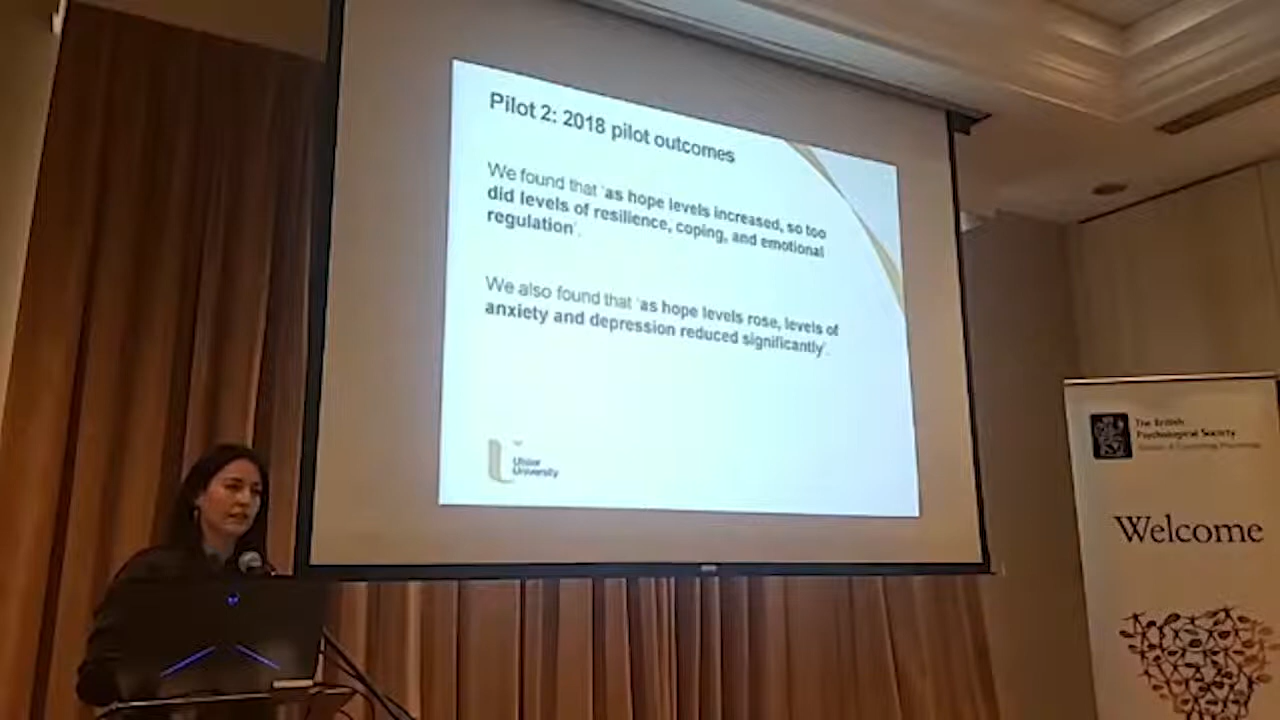 Pilot 2: 2018 pilot outcomes
We found that 'as hope levels increased, so too
did levels of resilience, coping, and emotional
regulation'.
We also found that 'as hope levels rose, levels of
anxiety and depression reduced significantly'.
Ulster
University
The British
Psychological Society
Welcome